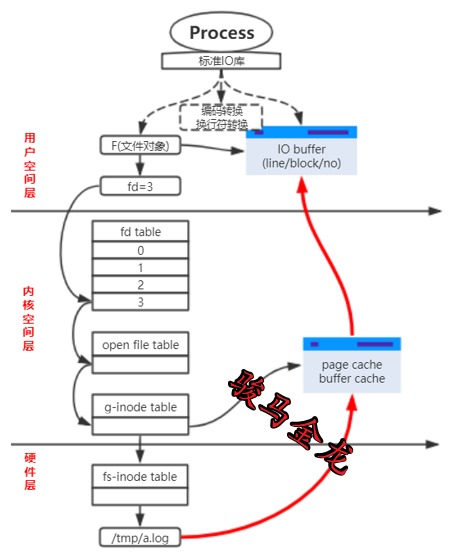 Process
标准IO库
编码转换
换行符转换
F(文件对象)
IO buffer
(line/block/no)
fd=3
用户空间层
fd table
0
1
2
3
内核空间层
open file table
page cache
buffer cache
g-inode table
骏马金龙
硬件层
fs-inode table
/tmp/a.log